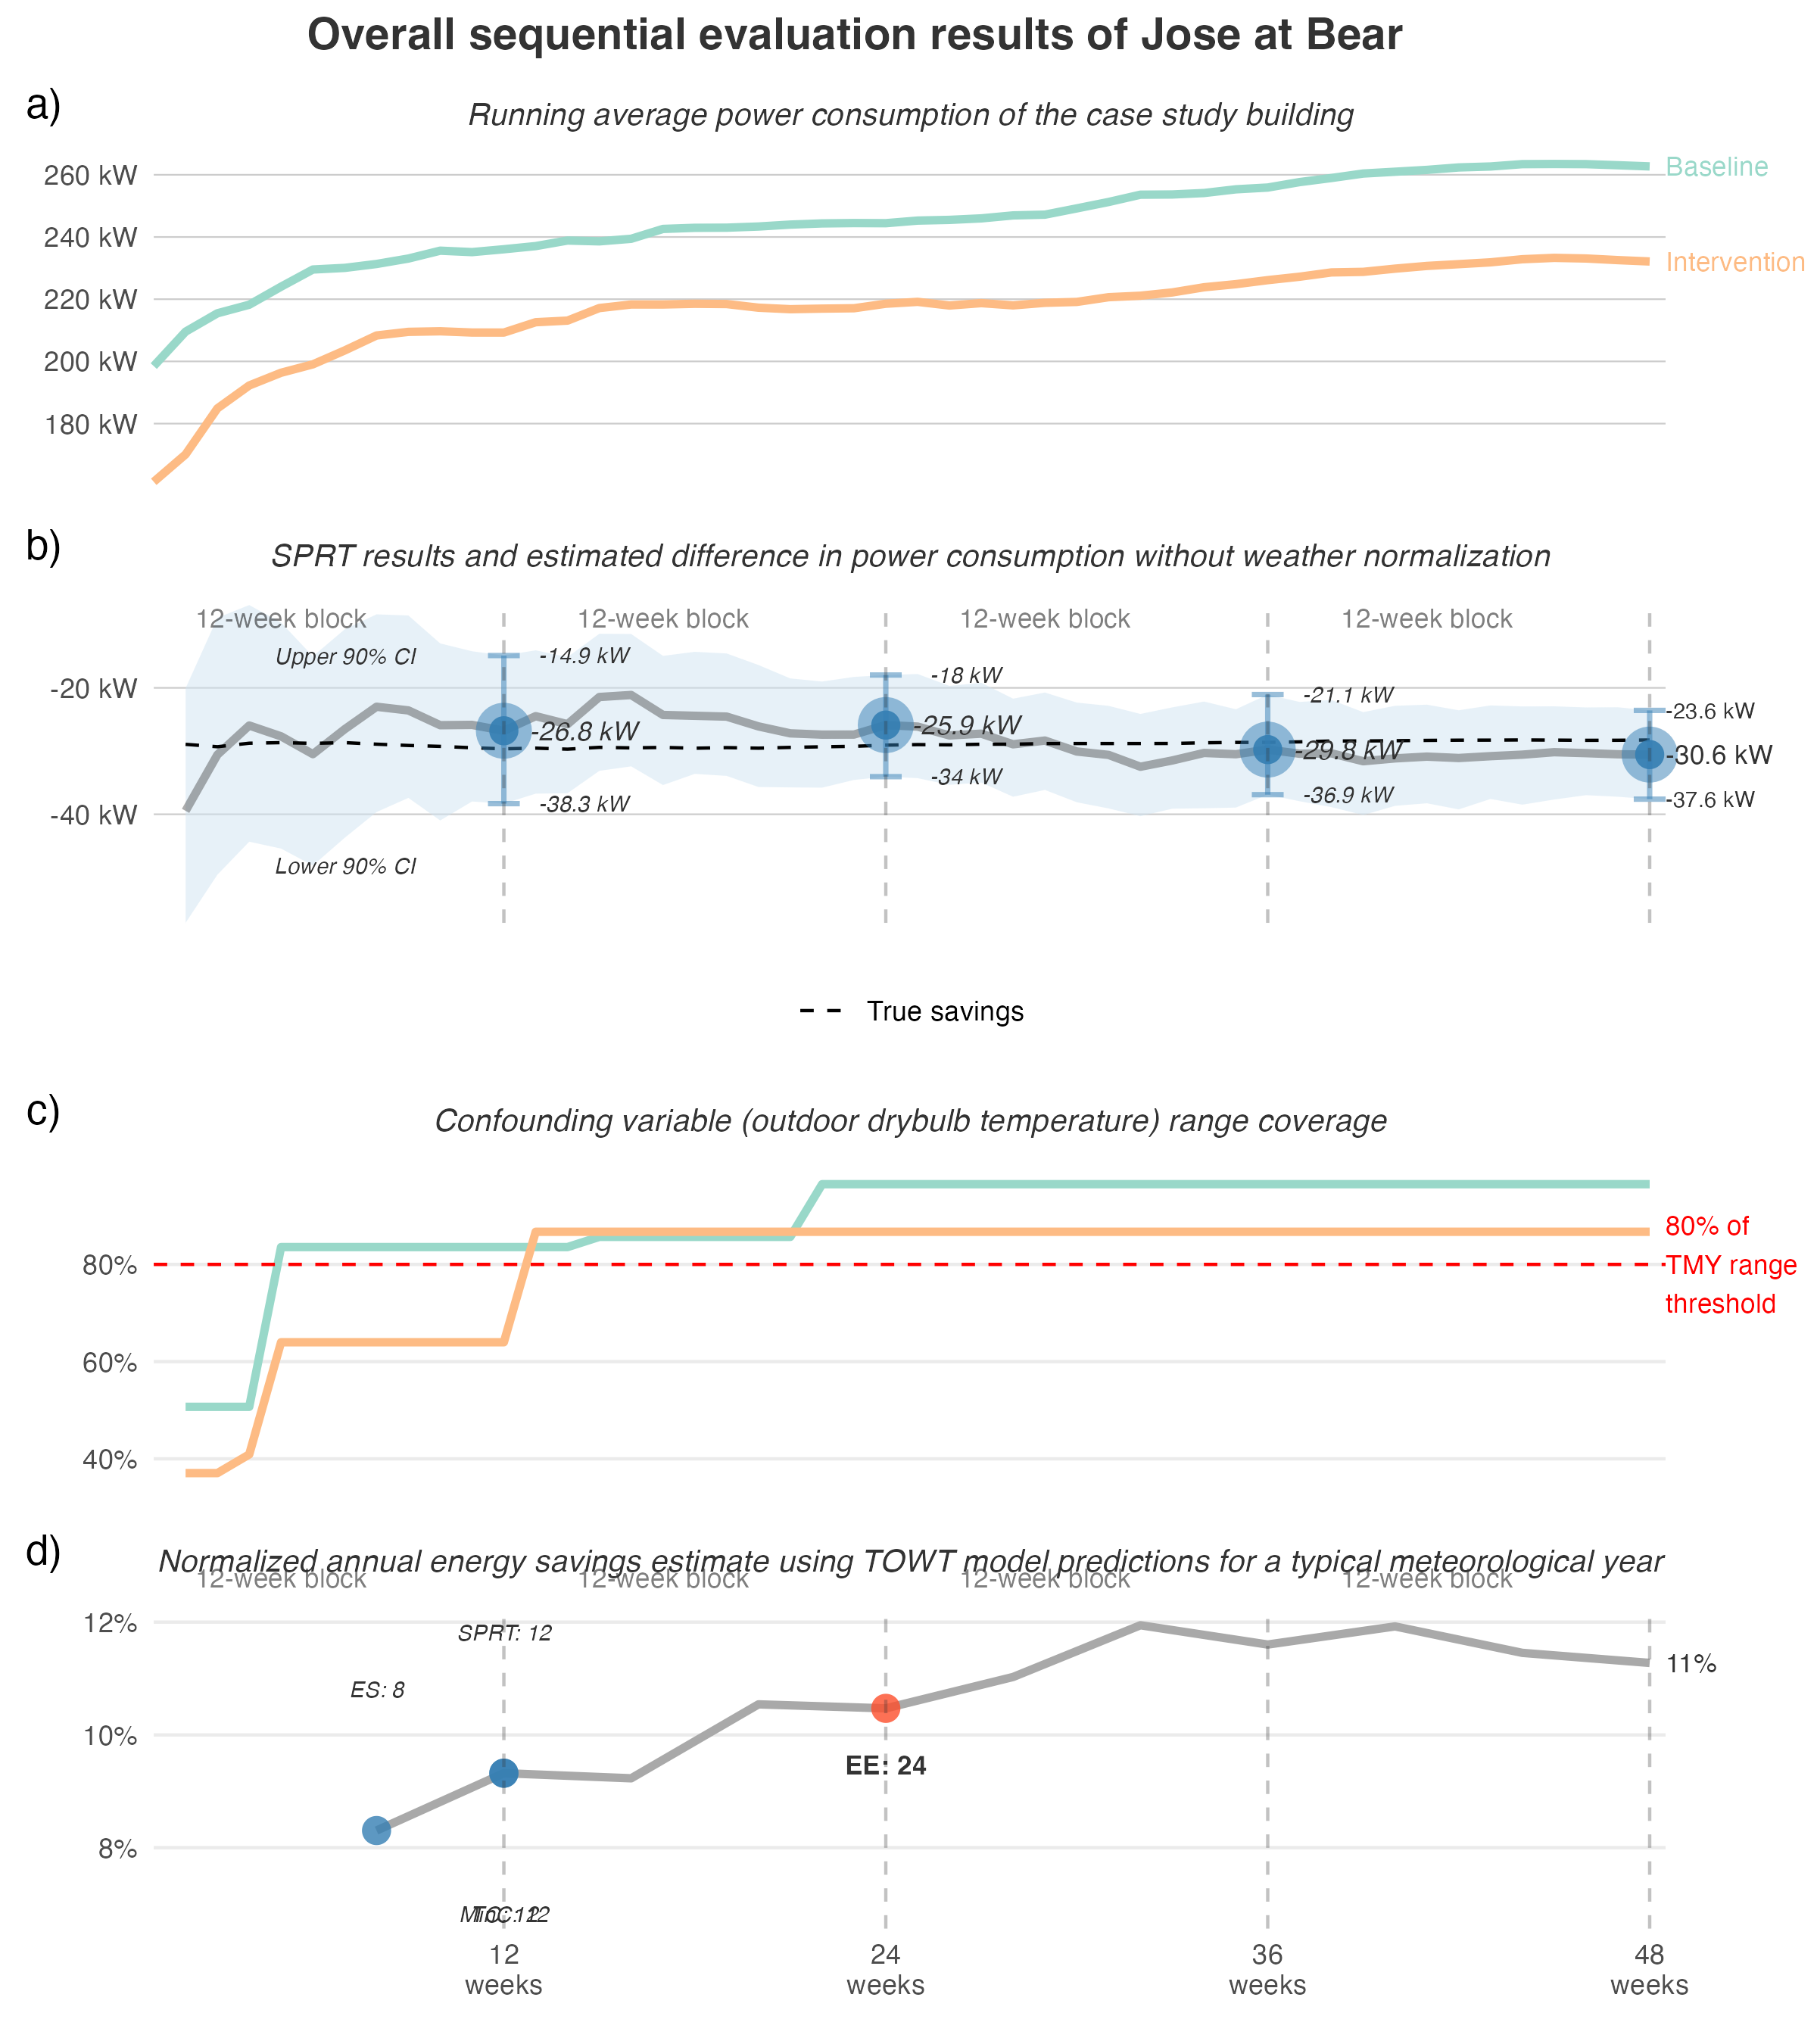 Overall sequential evaluation results of Jose at Bear
a)
Running average power consumption of the case study building
260 kW
240 kW
220 kW
200 kW
180 kW
Baseline
Intervention
b)
SPRT results and estimated difference in power consumption without weather normalization
12-week block 12-week block 12-week block 12-week block
Upper 90% CI
-14.9 kW
-18 kW
-21.1 kW
-23.6 kW
-20 kW
-26.8 kW
-25.9 kW
-29.8 kW
-30.6 kW
-38.3 kW
-34 kW
-36.9 kW
-37.6 kW
-40 kW
Lower 90% CI
True savings
c)
Confounding variable (outdoor drybulb temperature) range coverage
80%
60%
40%
80% of
TMY range
threshold
d)
Normalized annual energy savings estimate using TOWT model predictions for a typical meteorological year
12-week block 12-week block 12-week block 12-week block
12%
10%
8%
SPRT: 12
ES: 8
EE: 24
11%
12
weeks
24
weeks
36
weeks
48
weeks